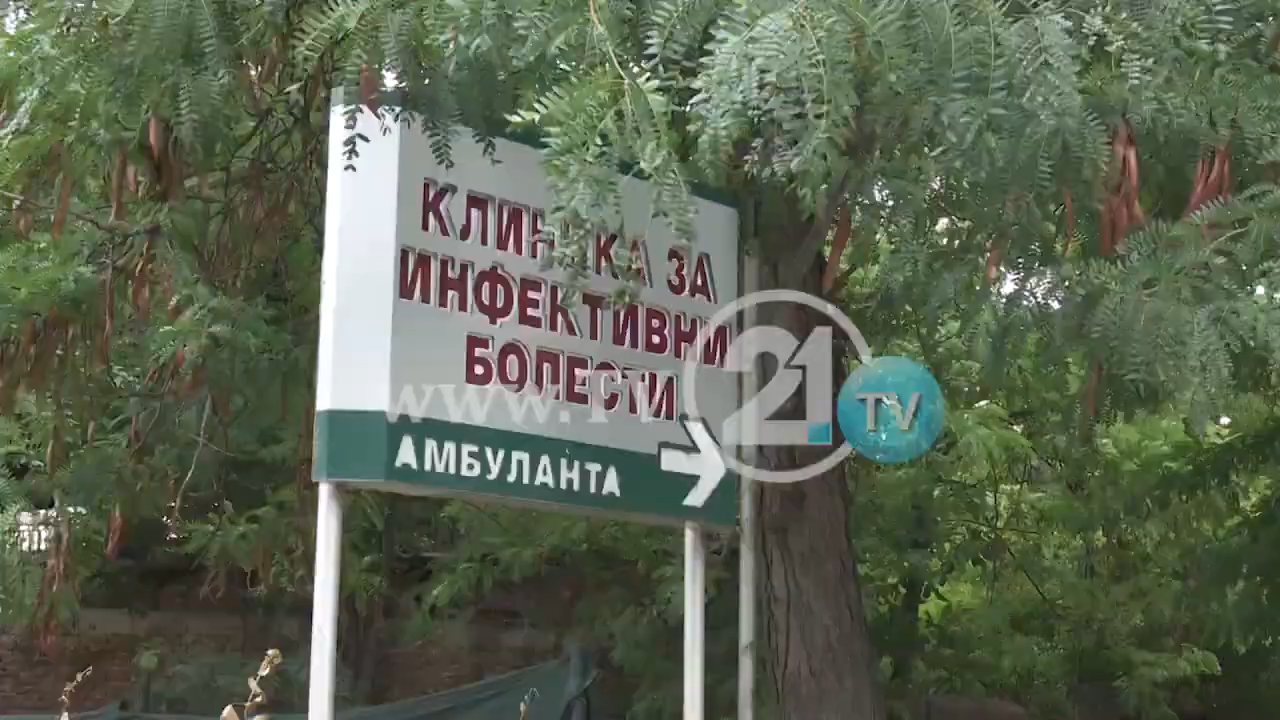 КЛИНИКА ЗА
ИНФЕКТИВНИ
БОЛЕСТИ
АМБУЛАНТА
21
TV